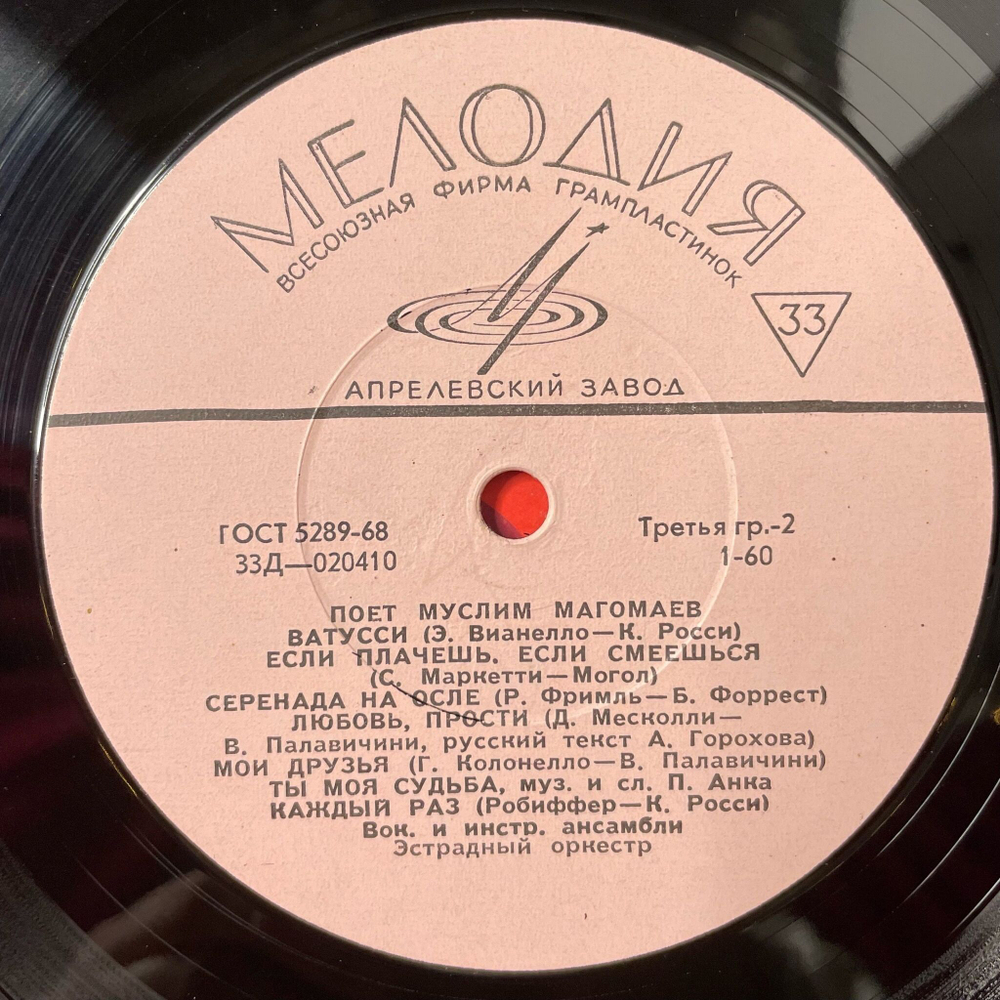 МЕЛОДИЯ
ВСЕСОЮЗНАЯ ФИРМА ГРАМПЛАСТИНОК
33
АПРЕЛЕВСКИЙ ЗАВОД
ГОСТ 5289-68
Третья гр.-2
33Д—020410
1-60
ПОЕТ МУСЛИМ МАГОМАЕВ
ВАТУССИ (Э. Вианелло—К. Росси)
ЕСЛИ ПЛАЧЕШЬ. ЕСЛИ СМЕЕШЬСЯ
(С. Маркетти—Могол)
СЕРЕНАДА НА ОСЛЕ (Р. Фримль—Б. Форрест)
ЛЮБОВЬ, ПРОСТИ (Д. Месколли—
В. Палавичини, русский текст А. Горохова)
МОИ ДРУЗЬЯ (Г. Колонелло—В. Палавичини)
ТЫ МОЯ СУДЬБА, муз. и сл. П. Анка
КАЖДЫЙ РАЗ (Робиффер—К. Росси)
Вок. и инстр. ансамбли
Эстрадный оркестр